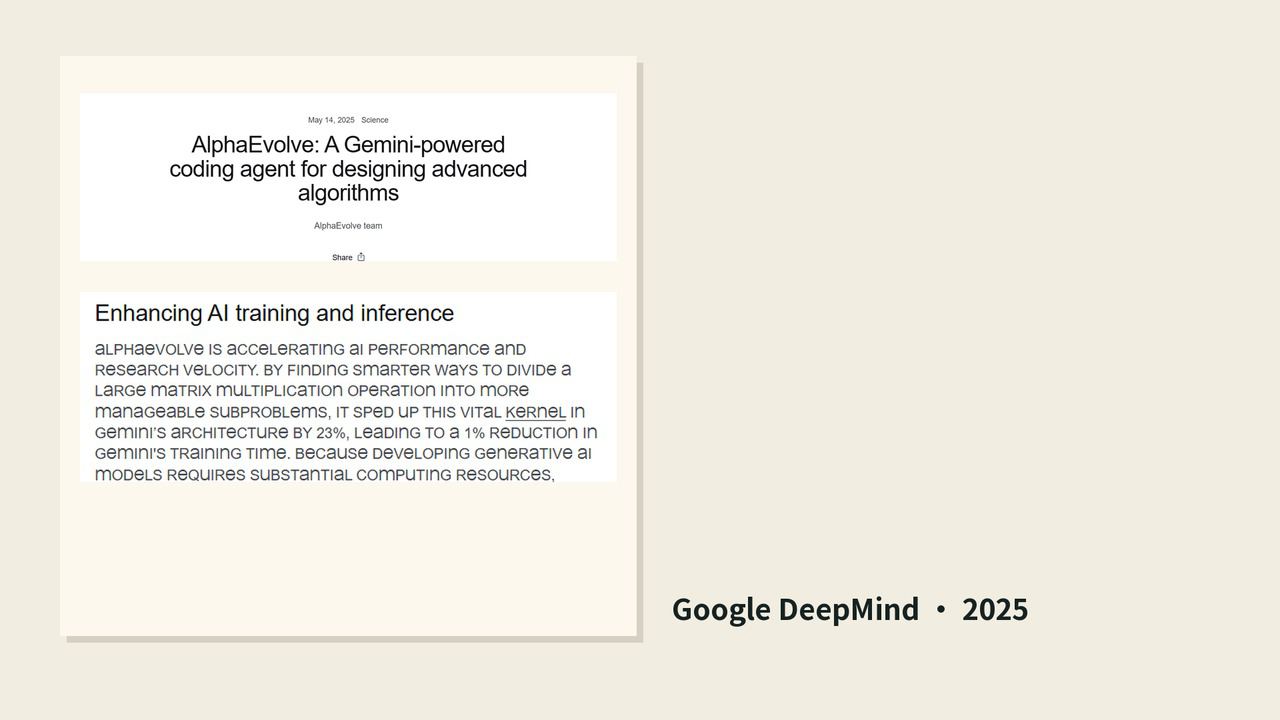 May 14, 2025 Science
AlphaEvolve: A Gemini-powered
coding agent for designing advanced
algorithms
AlphaEvolve team
Share
Enhancing AI training and inference
aLPHaeVOLVe IS aCCeLeRaTInG aI PeRFORmanCe anD
ReSeaRCH VeLOCITY. BY FInDInG SmaRTeR WaYS TO DIVIDe a
LaRGe maTRIX muLTIPLICaTIOn OPeRaTIOn InTO mORe
manaGeaBLe SuBPROBLemS, IT SPeD uP THIS VITaL KeRneL In
GemInI'S aRCHITeCTuRe BY 23%, LeaDInG TO a 1% ReDuCTIOn In
GemInI'S TRaInInG TIme. BeCauSe DeVeLOPInG GeneRaTIVe aI
mODeLS ReQuIReS SuBSTanTIaL COmPuTInG ReSOuRCeS,
Google DeepMind • 2025